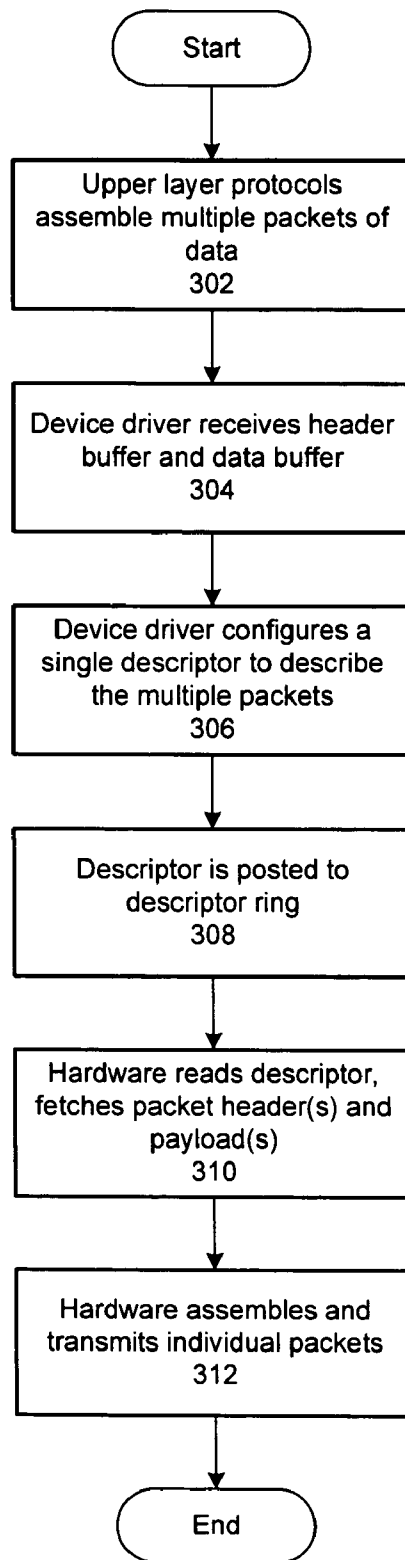 Start
Upper layer protocols
assemble multiple packets of
data
302
Device driver receives header
buffer and data buffer
304
Device driver configures a
single descriptor to describe
the multiple packets
306
Descriptor is posted to
descriptor ring
308
Hardware reads descriptor,
fetches packet header(s) and
payload(s)
310
Hardware assembles and
transmits individual packets
312
End